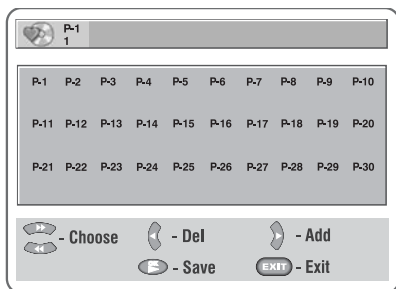 P-1
1
P-1 P-2 P-3 P-4 P-5 P-6 P-7 P-8 P-9 P-10
P-11 P-12 P-13 P-14 P-15 P-16 P-17 P-18 P-19 P-20
P-21 P-22 P-23 P-24 P-25 P-26 P-27 P-28 P-29 P-30
- Choose - Del - Add
- Save EXIT - Exit